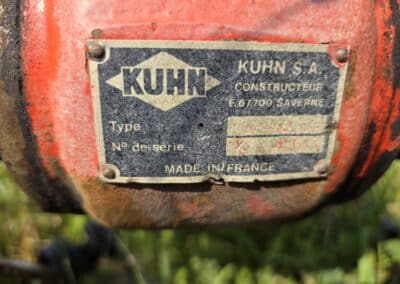 KUHN
KUHN S.A.
CONSTRUCTEUR
F. 67700 SAVERNE
Type
Nº de série
MADE IN FRANCE